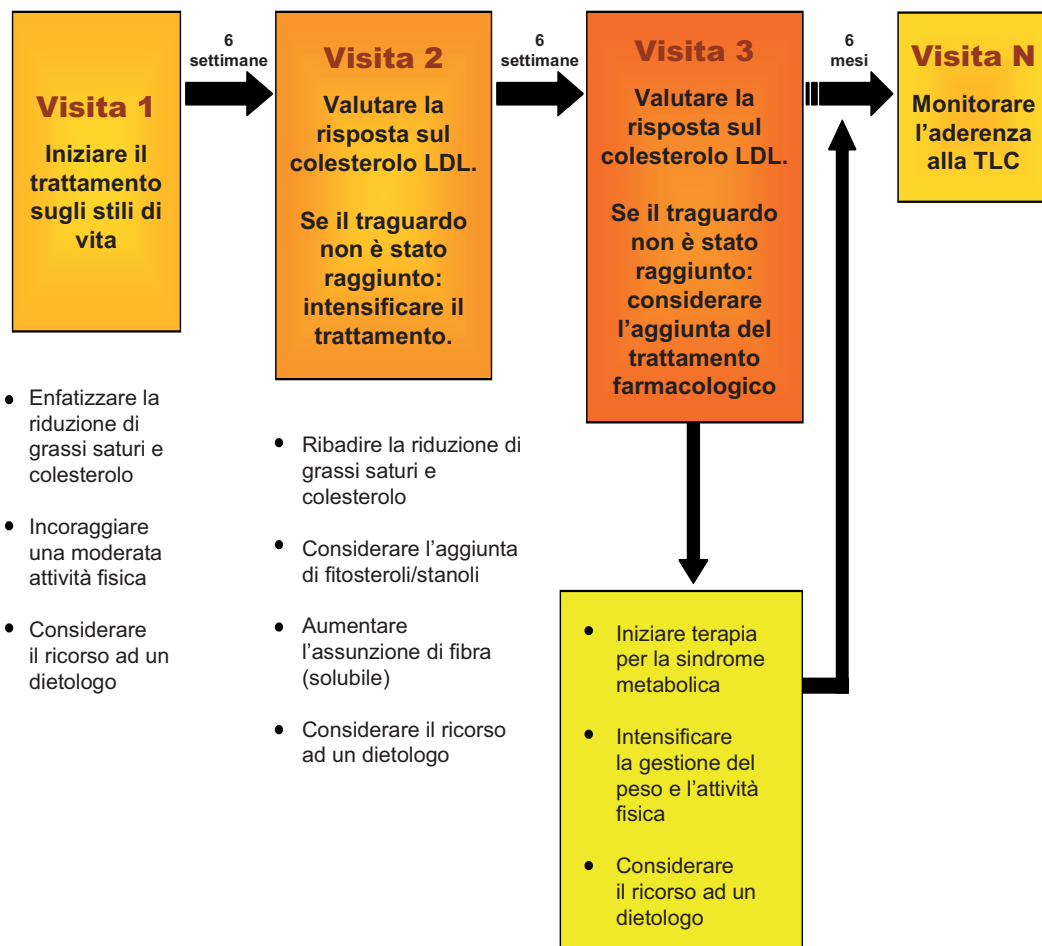 Visita 1
Iniziare il
trattamento
sugli stili di
vita
• Enfatizzare la
riduzione di
grassi saturi e
colesterolo
• Incoraggiare
una moderata
attività fisica
• Considerare
il ricorso ad un
dietologo
6
settimane
Visita 2
Valutare la
risposta sul
colesterolo LDL.
Se il traguardo
non è stato
raggiunto:
intensificare il
trattamento.
• Ribadire la riduzione di
grassi saturi e
colesterolo
• Considerare l’aggiunta
di fitosteroli/stanoli
• Aumentare
l’assunzione di fibra
(solubile)
• Considerare il ricorso
ad un dietologo
6
settimane
Visita 3
Valutare la
risposta sul
colesterolo LDL.
Se il traguardo
non è stato
raggiunto:
considerare
l’aggiunta del
trattamento
farmacologico
• Iniziare terapia
per la sindrome
metabolica
• Intensificare
la gestione del
peso e l’attività
fisica
• Considerare
il ricorso ad un
dietologo
6
mesi
Visita N
Monitorare
l’aderenza
alla TLC